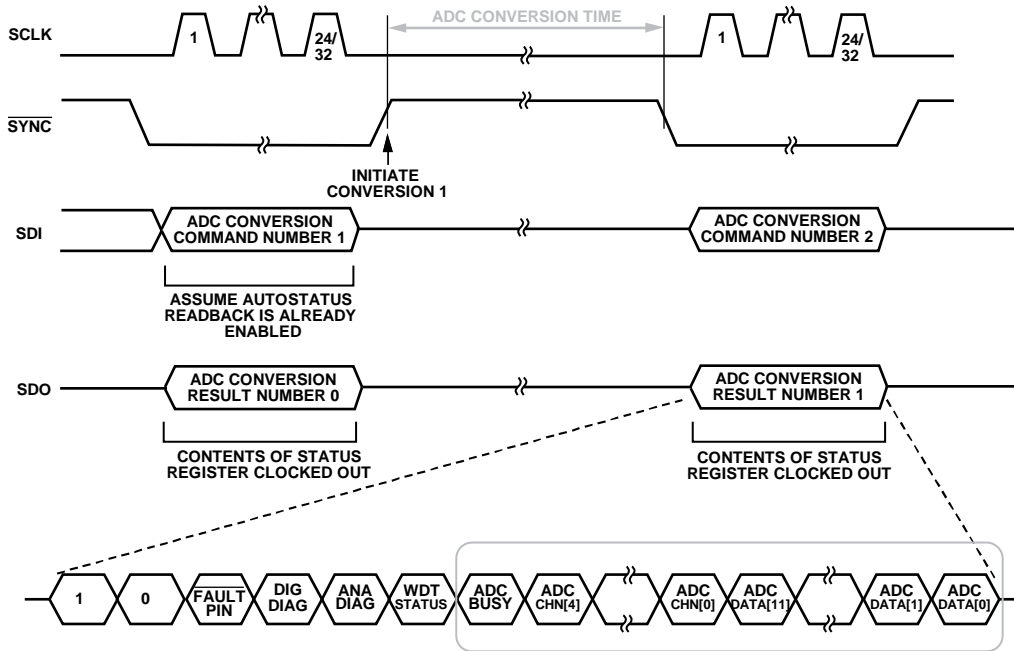 ADC CONVERSION TIME
SCLK
1
24/
32
1
24/
32
SYNC
INITIATE
CONVERSION 1
SDI
ADC CONVERSION
COMMAND NUMBER 1
ADC CONVERSION
COMMAND NUMBER 2
ASSUME AUTOSTATUS
READBACK IS ALREADY
ENABLED
SDO
ADC CONVERSION
RESULT NUMBER 0
ADC CONVERSION
RESULT NUMBER 1
CONTENTS OF STATUS
REGISTER CLOCKED OUT
CONTENTS OF STATUS
REGISTER CLOCKED OUT
1
0
FAULT
PIN
DIG
DIAG
ANA
DIAG
WDT
STATUS
ADC
BUSY
ADC
CHN[4]
ADC
CHN[0]
ADC
DATA[11]
ADC
DATA[1]
ADC
DATA[0]